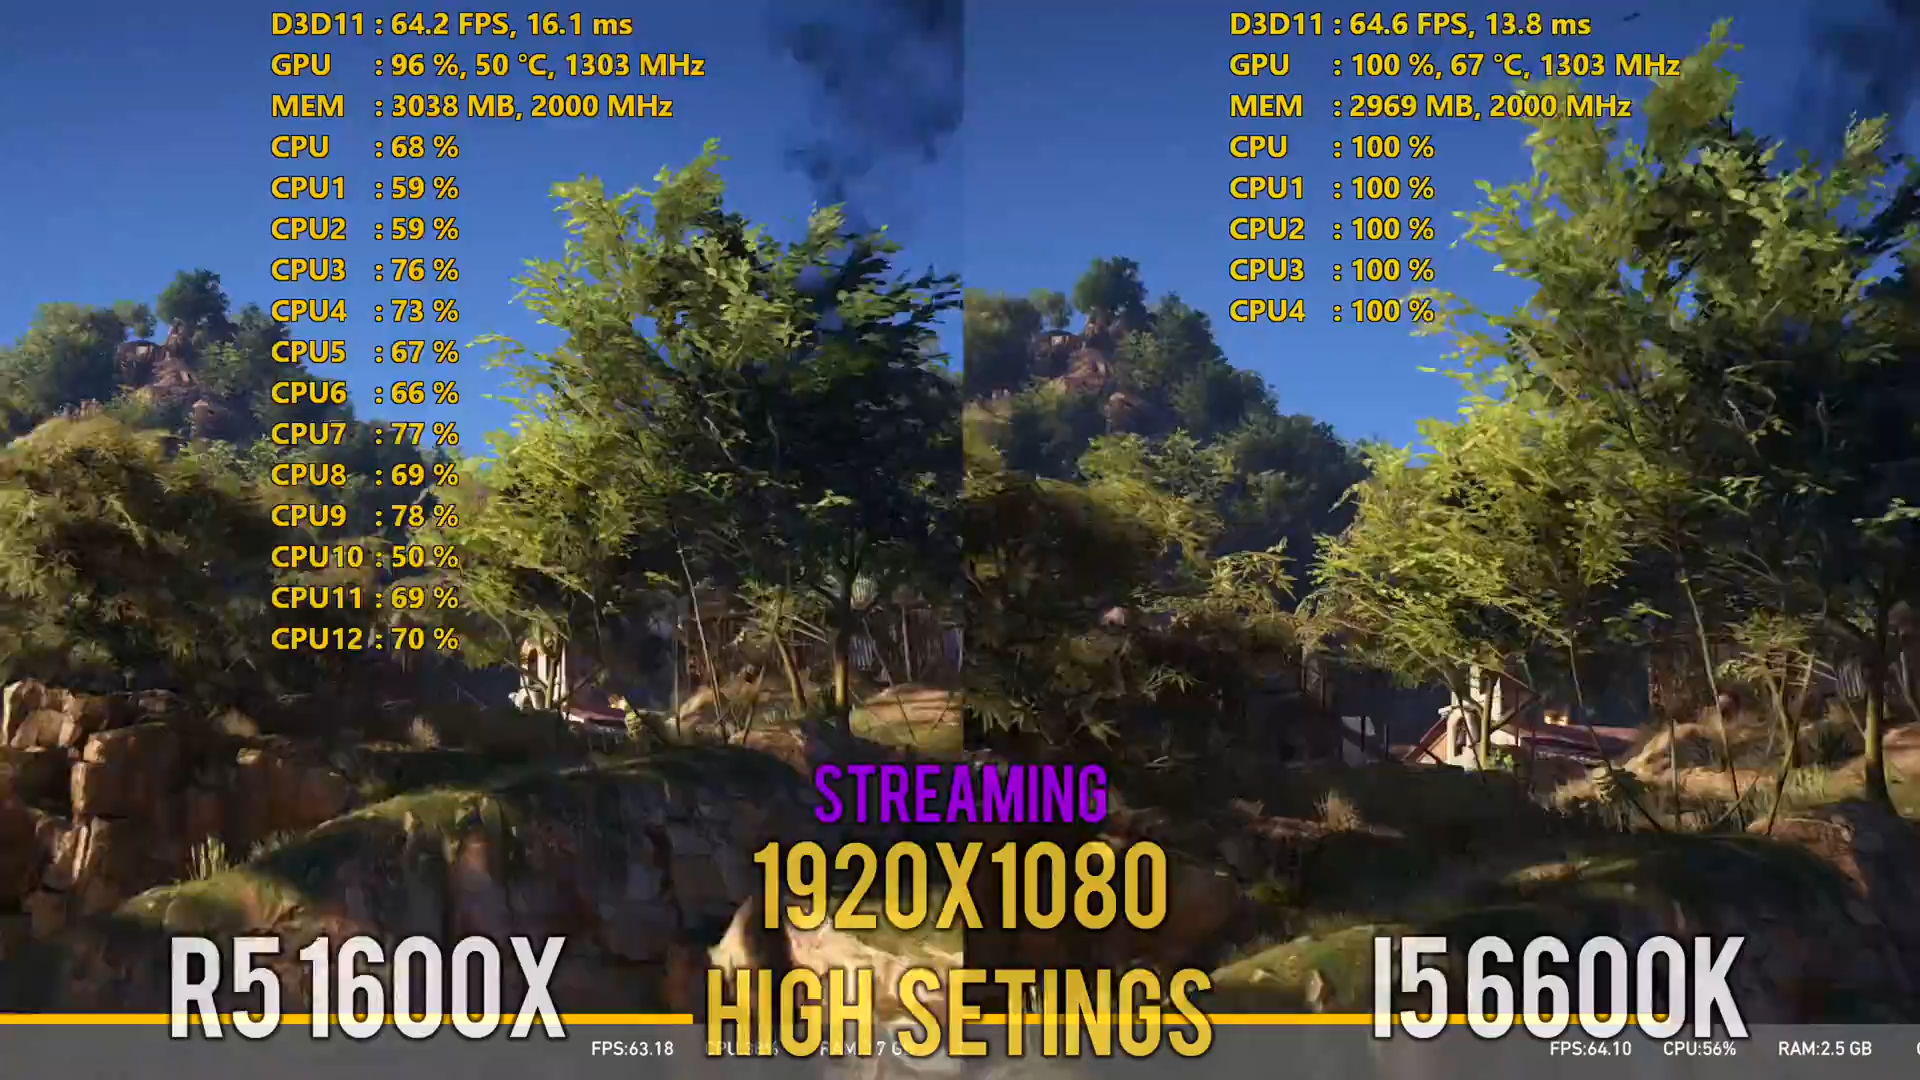 D3D11 : 64.2 FPS, 16.1 ms
GPU : 96 %, 50 °C, 1303 MHz
MEM : 3038 MB, 2000 MHz
CPU : 68 %
CPU1 : 59 %
CPU2 : 59 %
CPU3 : 76 %
CPU4 : 73 %
CPU5 : 67 %
CPU6 : 66 %
CPU7 : 77 %
CPU8 : 69 %
CPU9 : 78 %
CPU10 : 50 %
CPU11 : 69 %
CPU12 : 70 %
D3D11 : 64.6 FPS, 13.8 ms
GPU : 100 %, 67 °C, 1303 MHz
MEM : 2969 MB, 2000 MHz
CPU : 100 %
CPU1 : 100 %
CPU2 : 100 %
CPU3 : 100 %
CPU4 : 100 %
STREAMING
1920X1080
HIGH SETINGS
R5 1600X
I5 6600K
FPS:63.18
FPS:64.10 CPU:56% RAM:2.5 GB